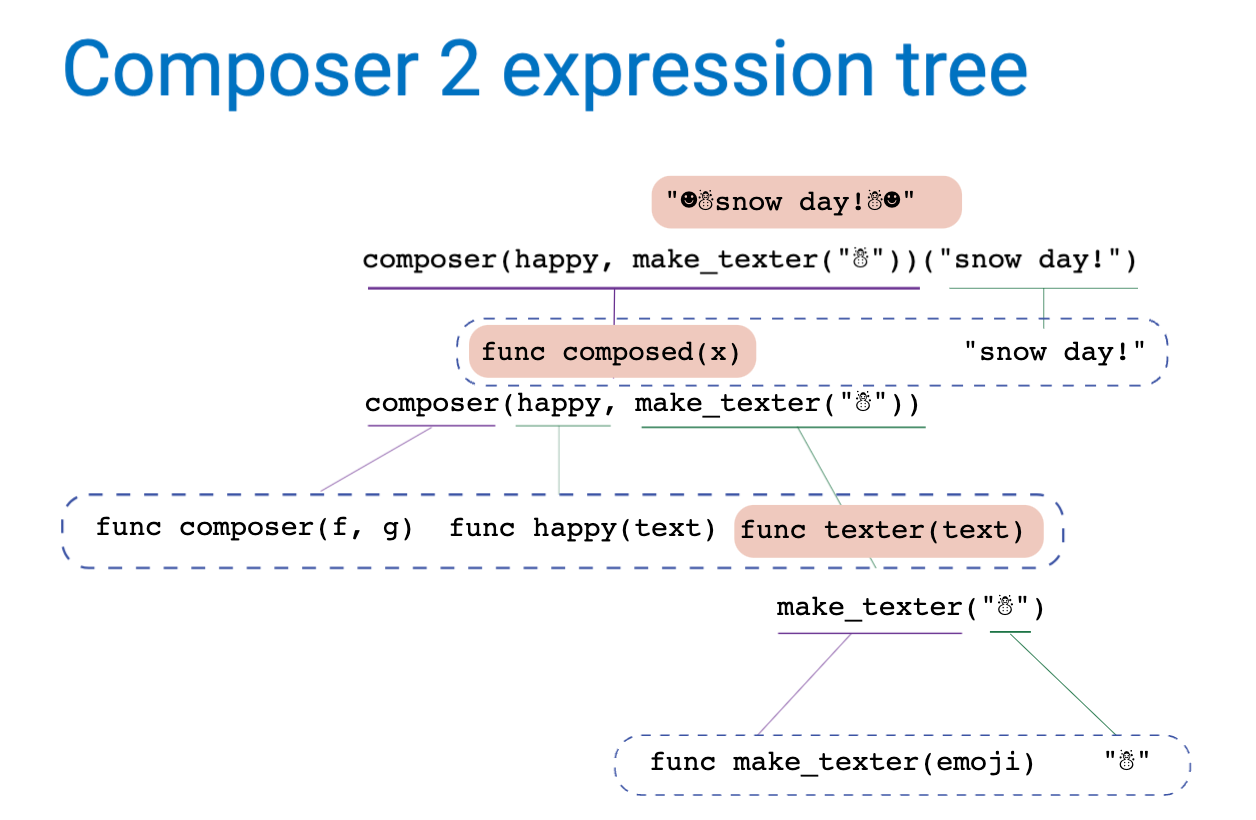 Composer 2 expression tree
"☻☃snow day!☃☻"
composer(happy, make_texter("☃"))("snow day!")
func composed(x) "snow day!"
composer(happy, make_texter("☃"))
func composer(f, g) func happy(text) func texter(text)
make_texter("☃")
func make_texter(emoji) "☃"